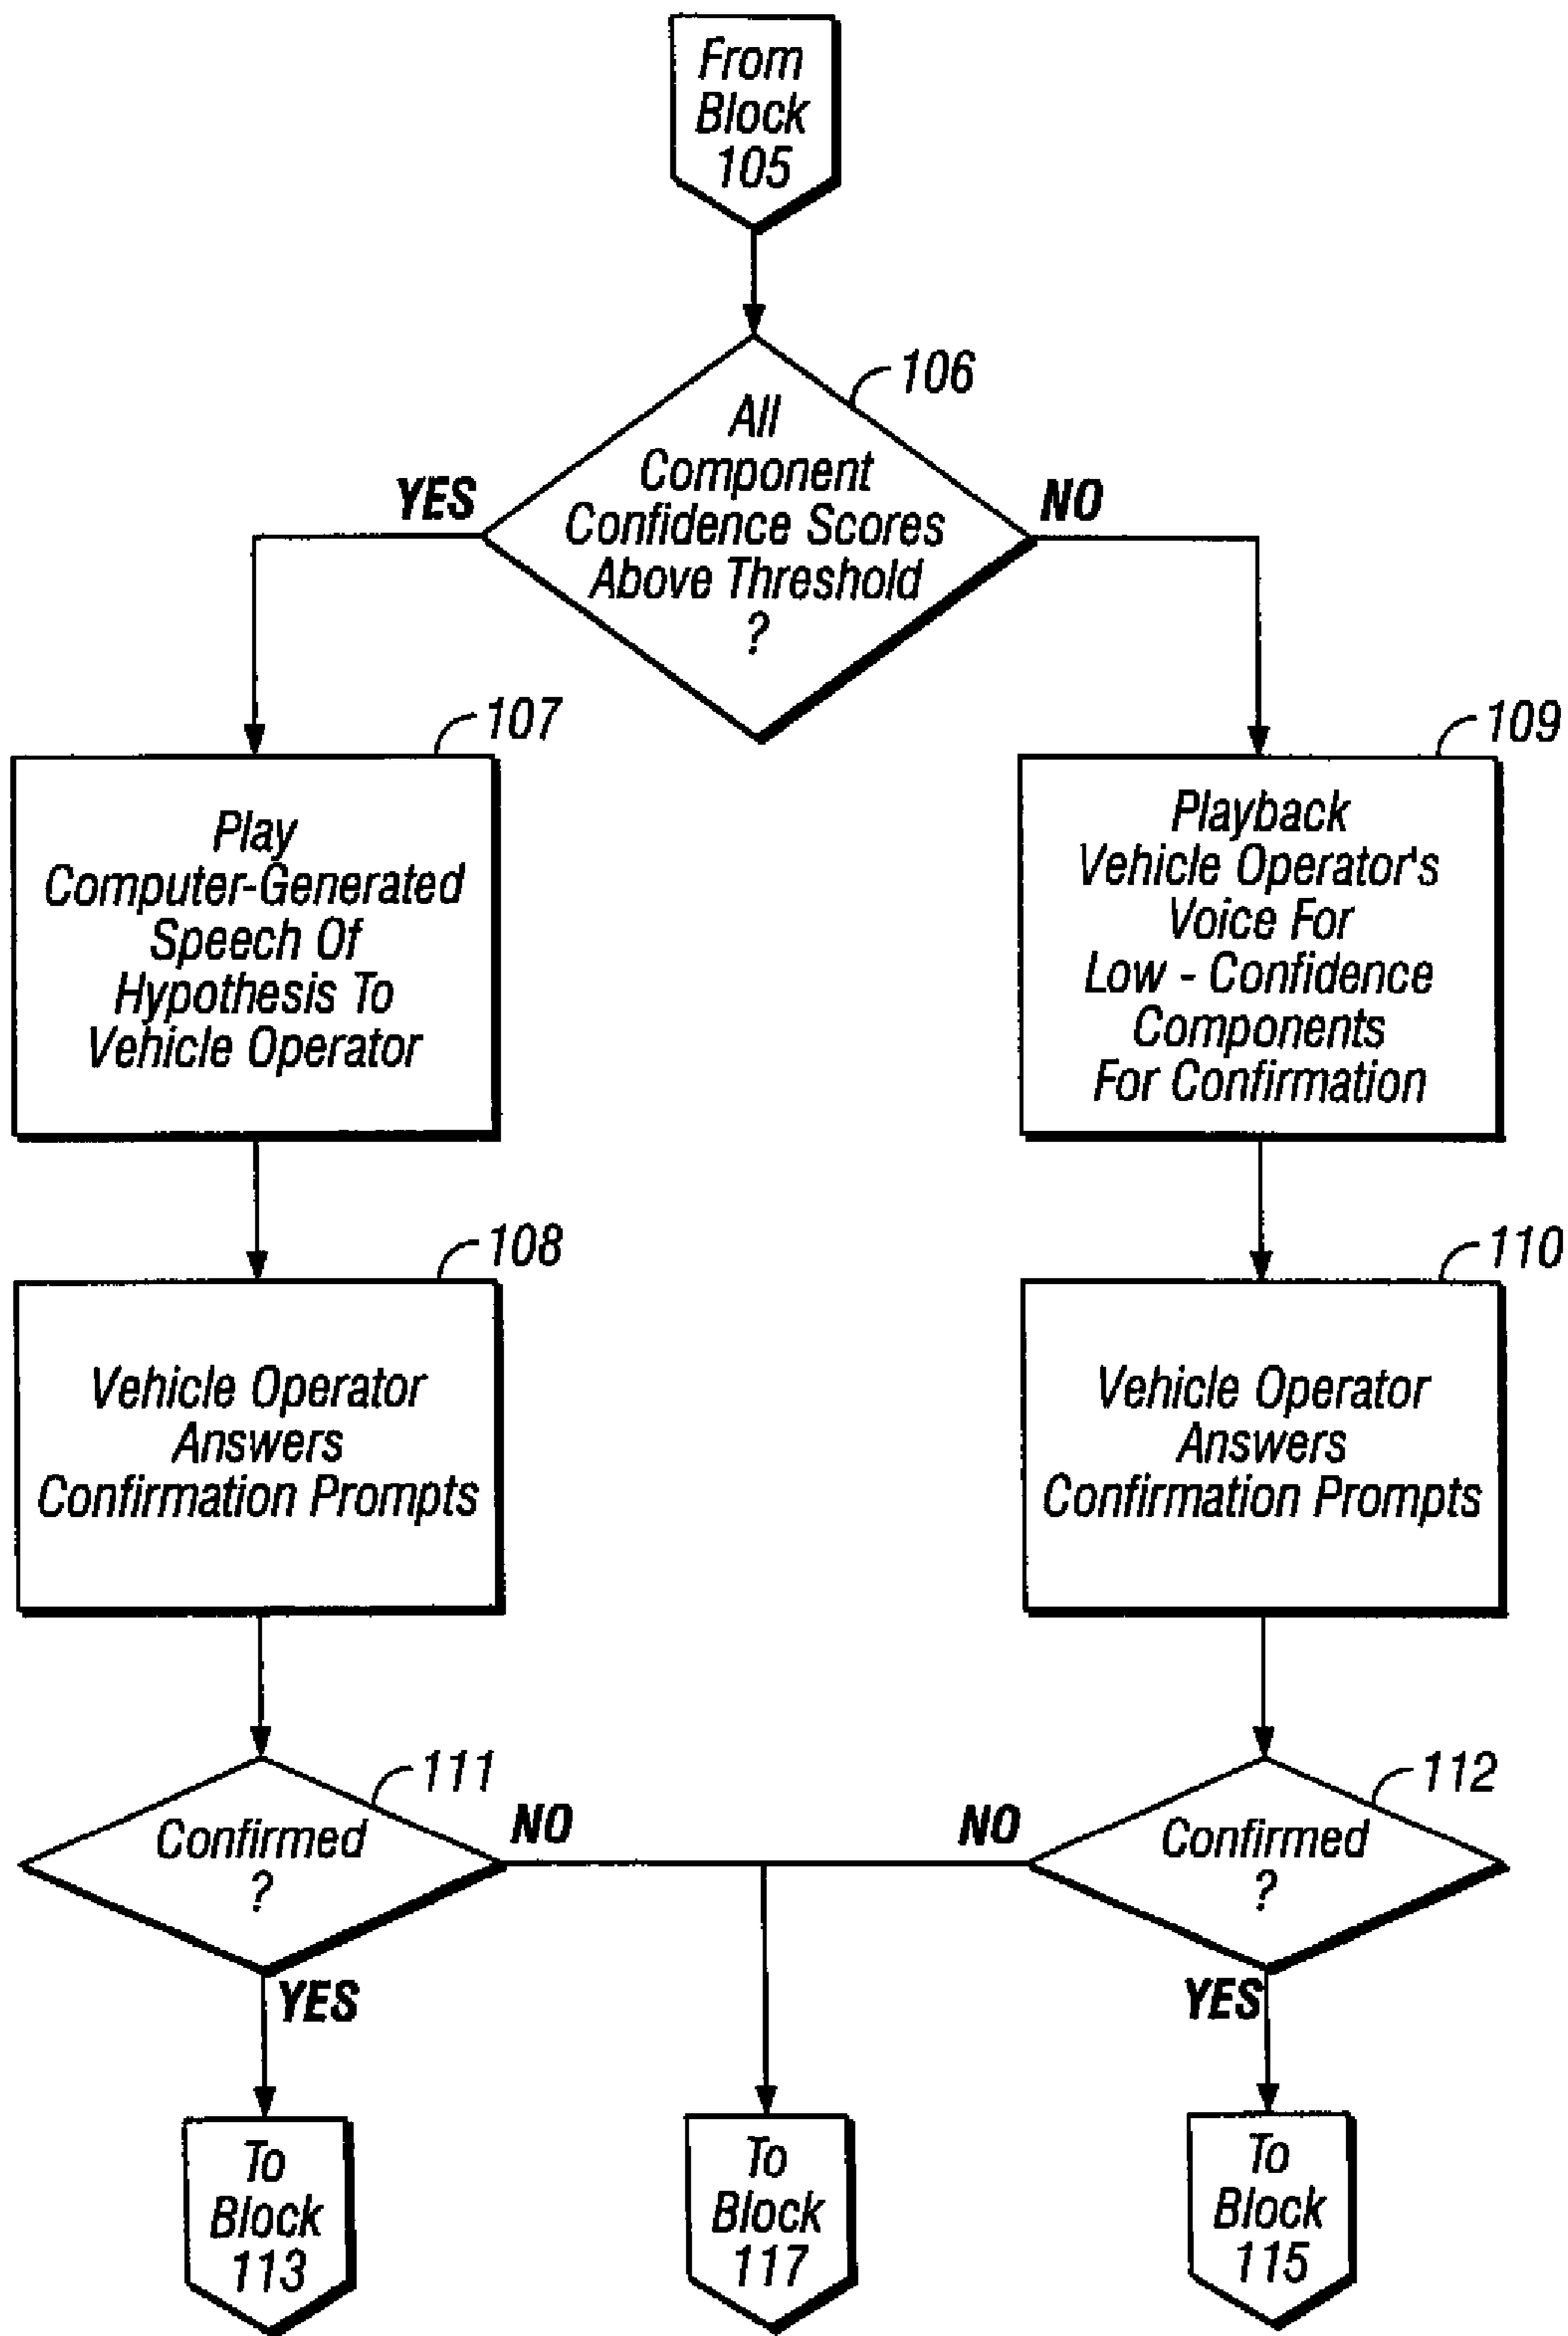 From
Block
105
106
All
Component
Confidence Scores
Above Threshold
?
YES
NO
107
Play
Computer-Generated
Speech Of
Hypothesis To
Vehicle Operator
109
Playback
Vehicle Operator's
Voice For
Low - Confidence
Components
For Confirmation
108
Vehicle Operator
Answers
Confirmation Prompts
110
Vehicle Operator
Answers
Confirmation Prompts
111
Confirmed
?
NO
YES
112
NO
Confirmed
?
YES
To
Block
113
To
Block
117
To
Block
115